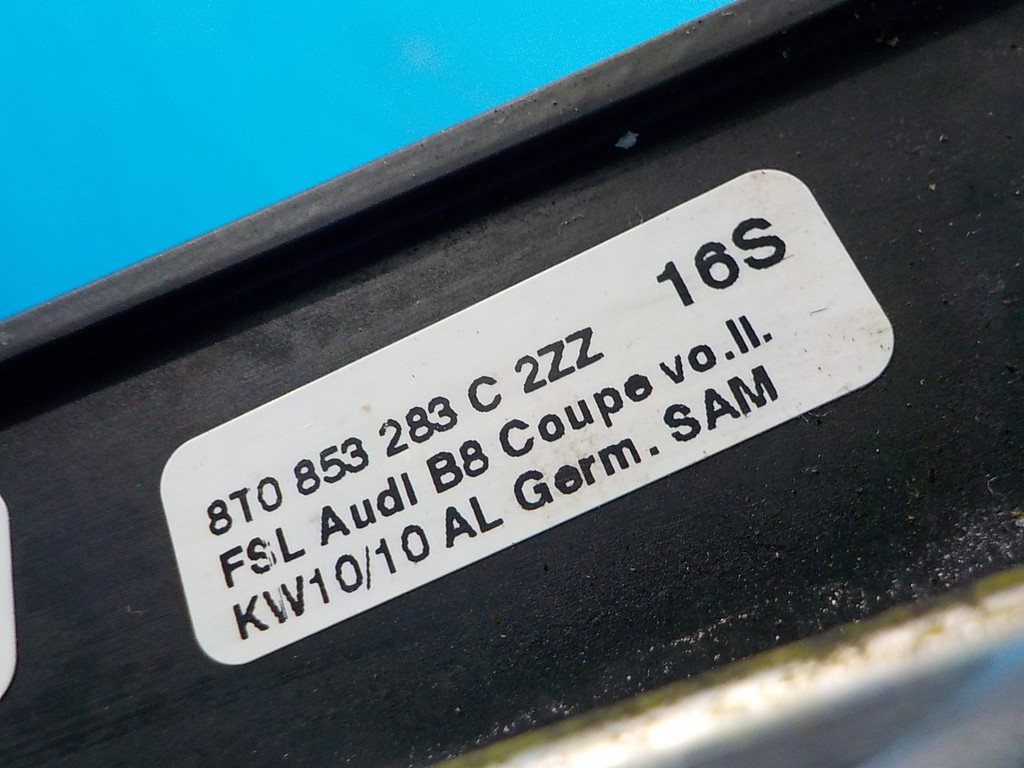 16S
8T0 853 283 C 2ZZ
FSL Audi B8 Coupe vo.li.
KW10/10 AL Germ. SAM